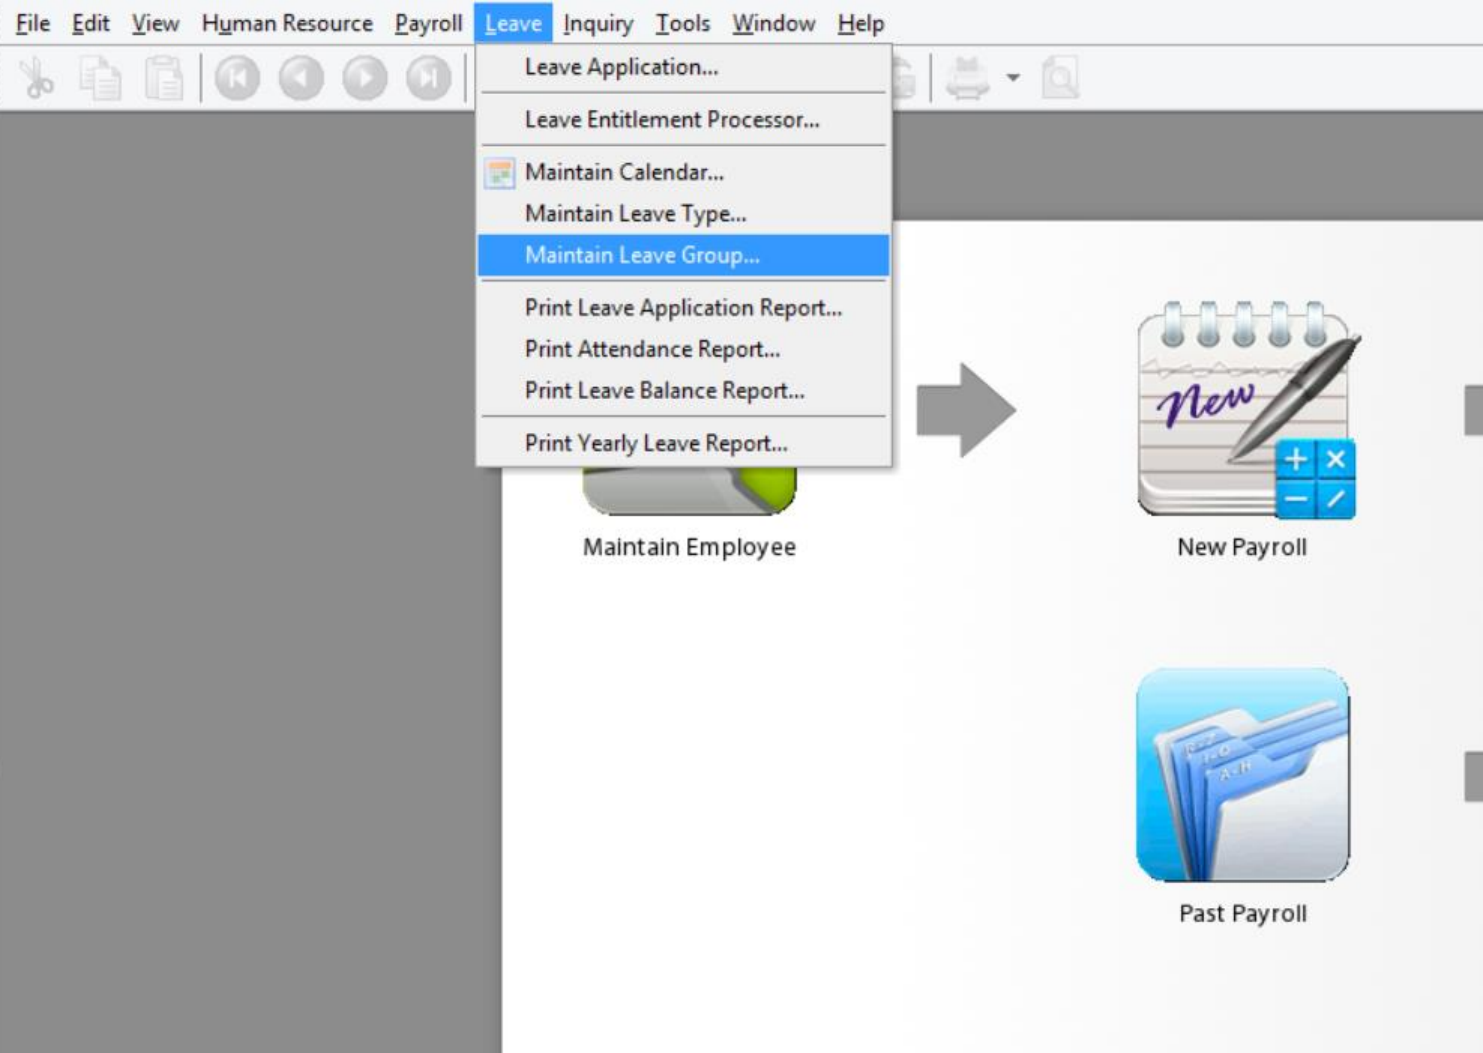 File Edit View Human Resource Payroll Leave Inquiry Tools Window Help
Leave Application...
Leave Entitlement Processor...
Maintain Calendar...
Maintain Leave Type...
Maintain Leave Group...
Print Leave Application Report...
Print Attendance Report...
Print Leave Balance Report...
Print Yearly Leave Report...
New
Maintain Employee
New Payroll
R-Z
I-Q
A-H
Past Payroll